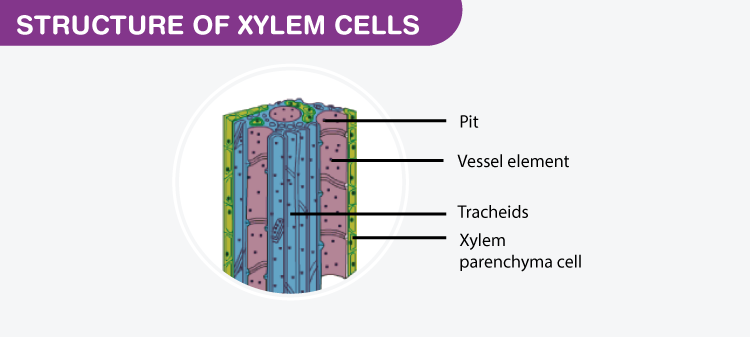 STRUCTURE OF XYLEM CELLS
Pit
Vessel element
Tracheids
Xylem
parenchyma cell